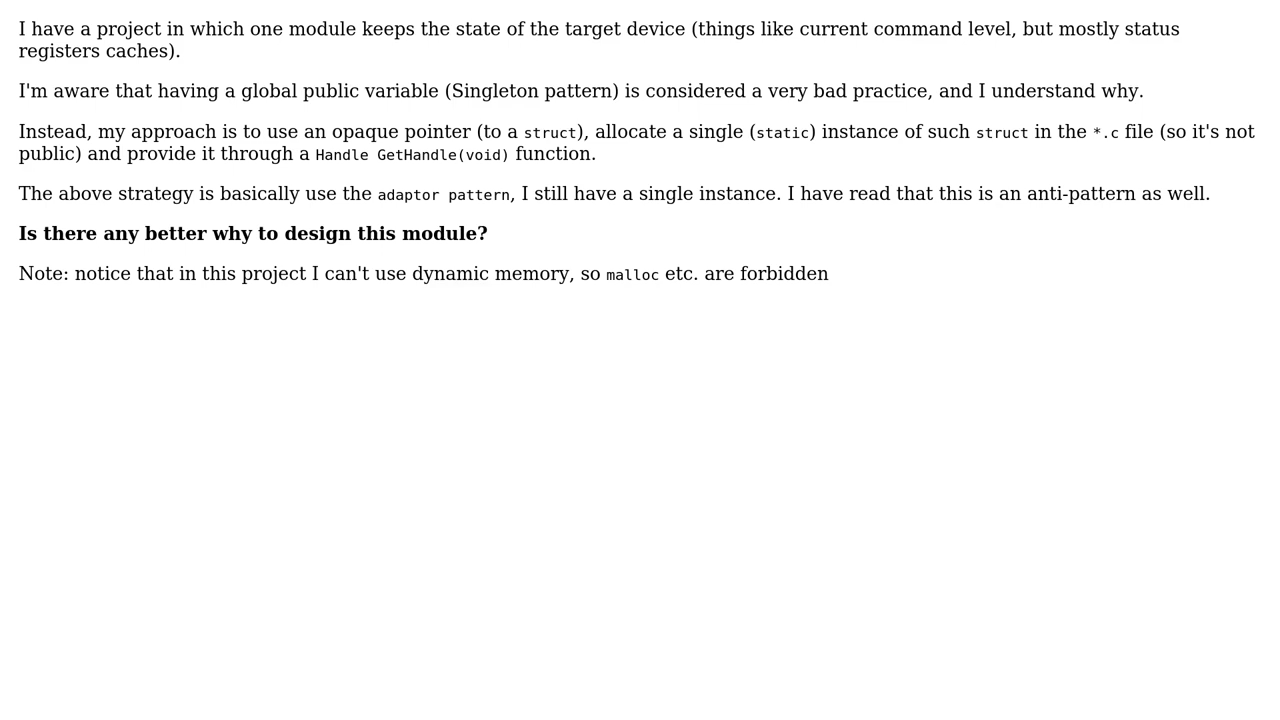 I have a project in which one module keeps the state of the target device (things like current command level, but mostly status
registers caches).
I'm aware that having a global public variable (Singleton pattern) is considered a very bad practice, and I understand why.
Instead, my approach is to use an opaque pointer (to a struct), allocate a single (static) instance of such struct in the *.c file (so it's not
public) and provide it through a Handle GetHandle(void) function.
The above strategy is basically use the adaptor pattern, I still have a single instance. I have read that this is an anti-pattern as well.
Is there any better why to design this module?
Note: notice that in this project I can't use dynamic memory, so malloc etc. are forbidden